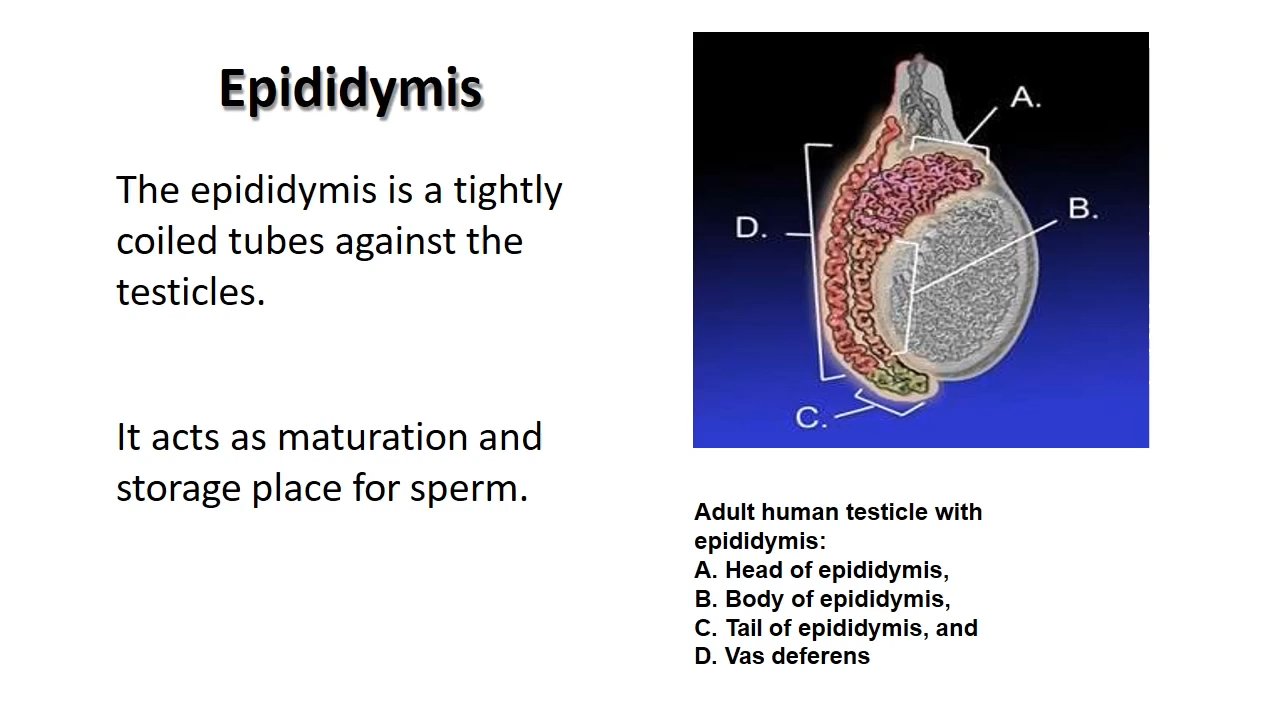 Epididymis
The epididymis is a tightly
coiled tubes against the
testicles.
It acts as maturation and
storage place for sperm.
A.
B.
D.
C.
Adult human testicle with
epididymis:
A. Head of epididymis,
B. Body of epididymis,
C. Tail of epididymis, and
D. Vas deferens